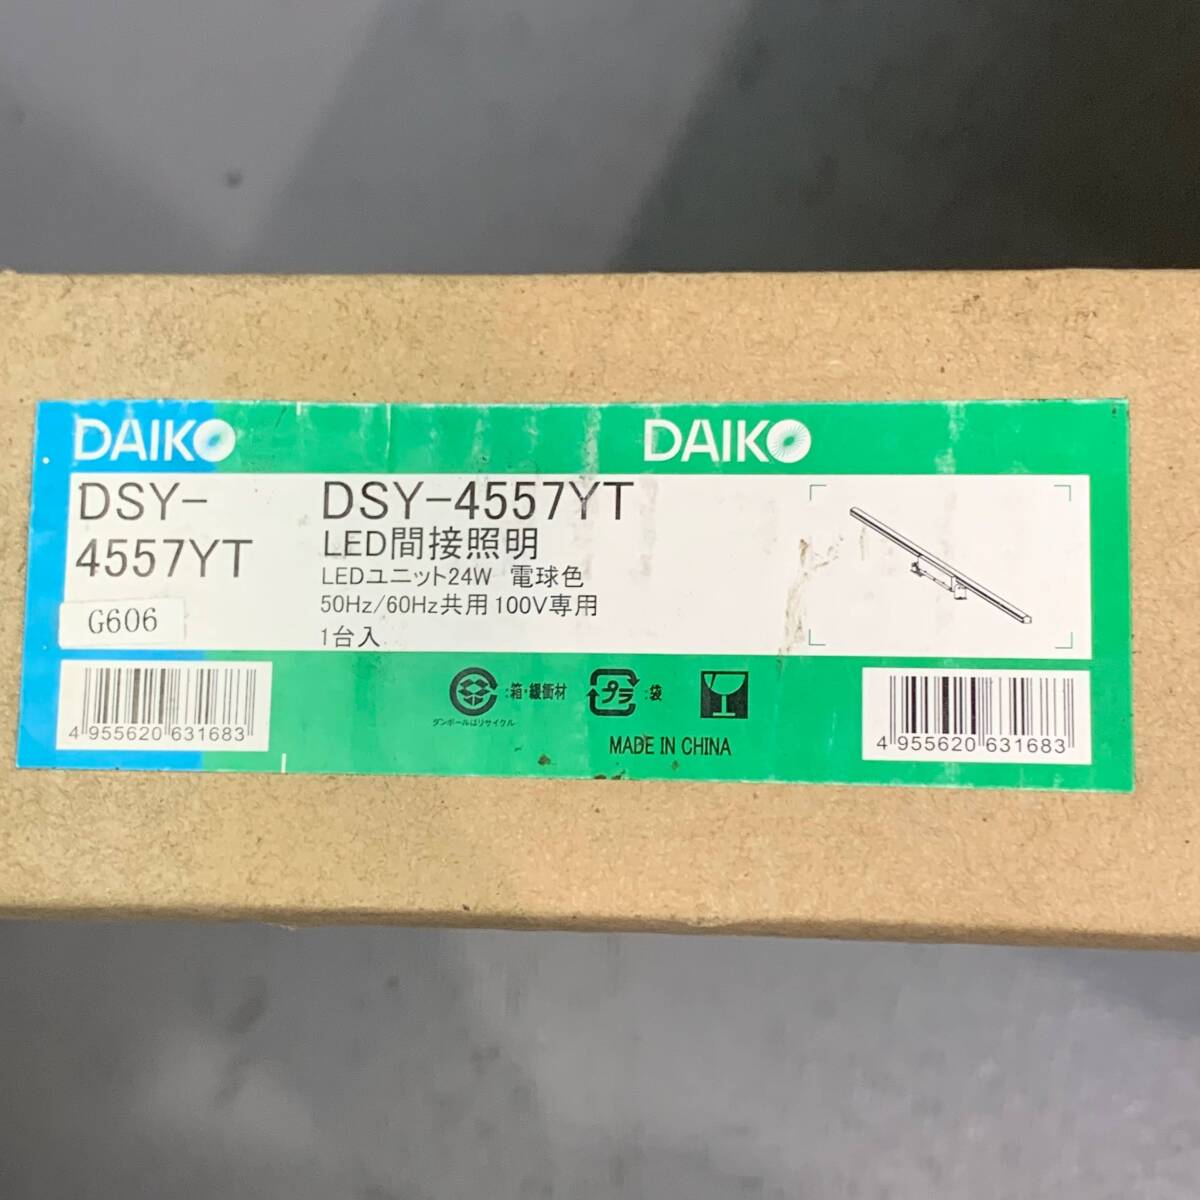 DAIKO
DAIKO
DSY-
4557YT
G606
DSY-4557YT
LED間接照明
LEDユニット24W 電球色
50Hz/60Hz共用 100V専用
1台入
4 955620 631683
ダンボールはリサイクル
:箱・緩衝材
プラ
:袋
MADE IN CHINA
4 955620 631683